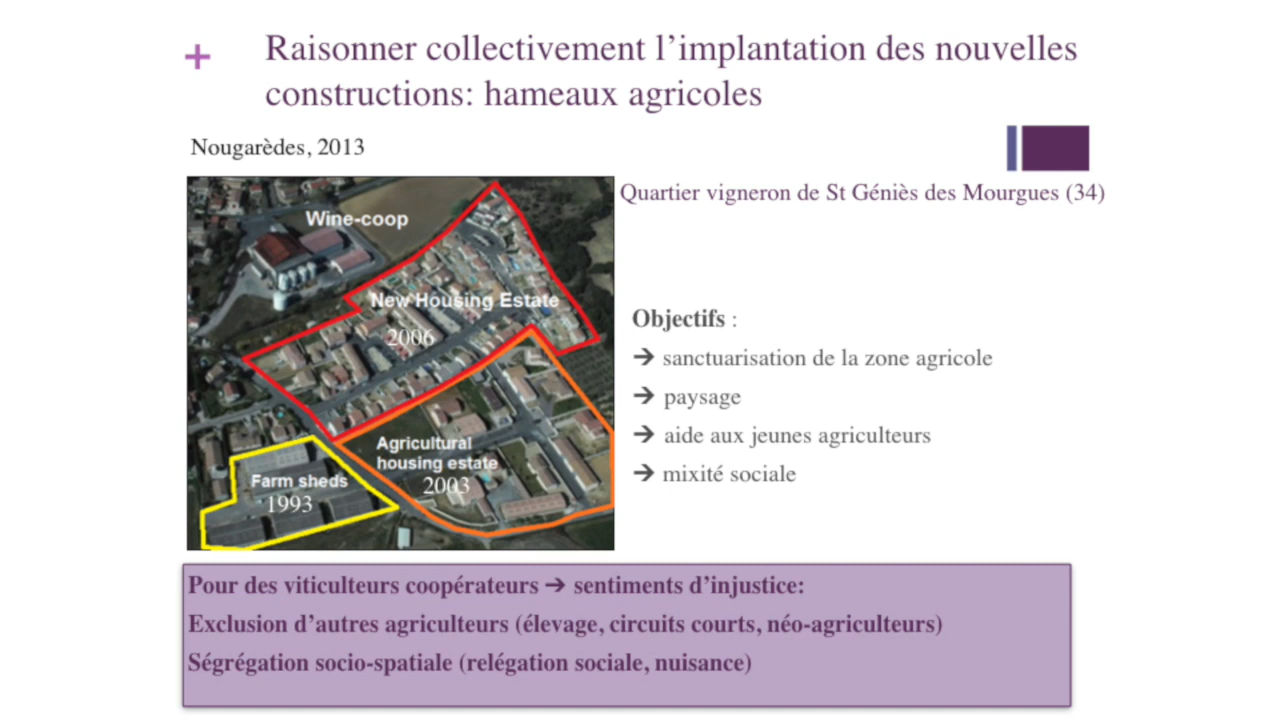 +
Raisonner collectivement l’implantation des nouvelles
constructions: hameaux agricoles
Nougarèdes, 2013
Quartier vigneron de St Géniès des Mourgues (34)
Wine-coop
New Housing Estate
2006
Agricultural
housing estate
2003
Farm sheds
1993
Objectifs :
➔ sanctuarisation de la zone agricole
➔ paysage
➔ aide aux jeunes agriculteurs
➔ mixité sociale
Pour des viticulteurs coopérateurs ➔ sentiments d’injustice:
Exclusion d’autres agriculteurs (élevage, circuits courts, néo-agriculteurs)
Ségrégation socio-spatiale (relégation sociale, nuisance)